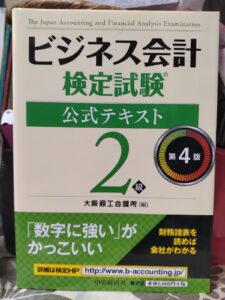 The Japan Accounting and Financial Analysis Examination
ビジネス会計
検定試験®
公式テキスト
2級
第4版
大阪商工会議所[編]
「数字に強い」が
かっこいい
財務諸表を
読めば
会社がわかる
詳細は検定HP http://www.b-accounting.jp/
中央経済社